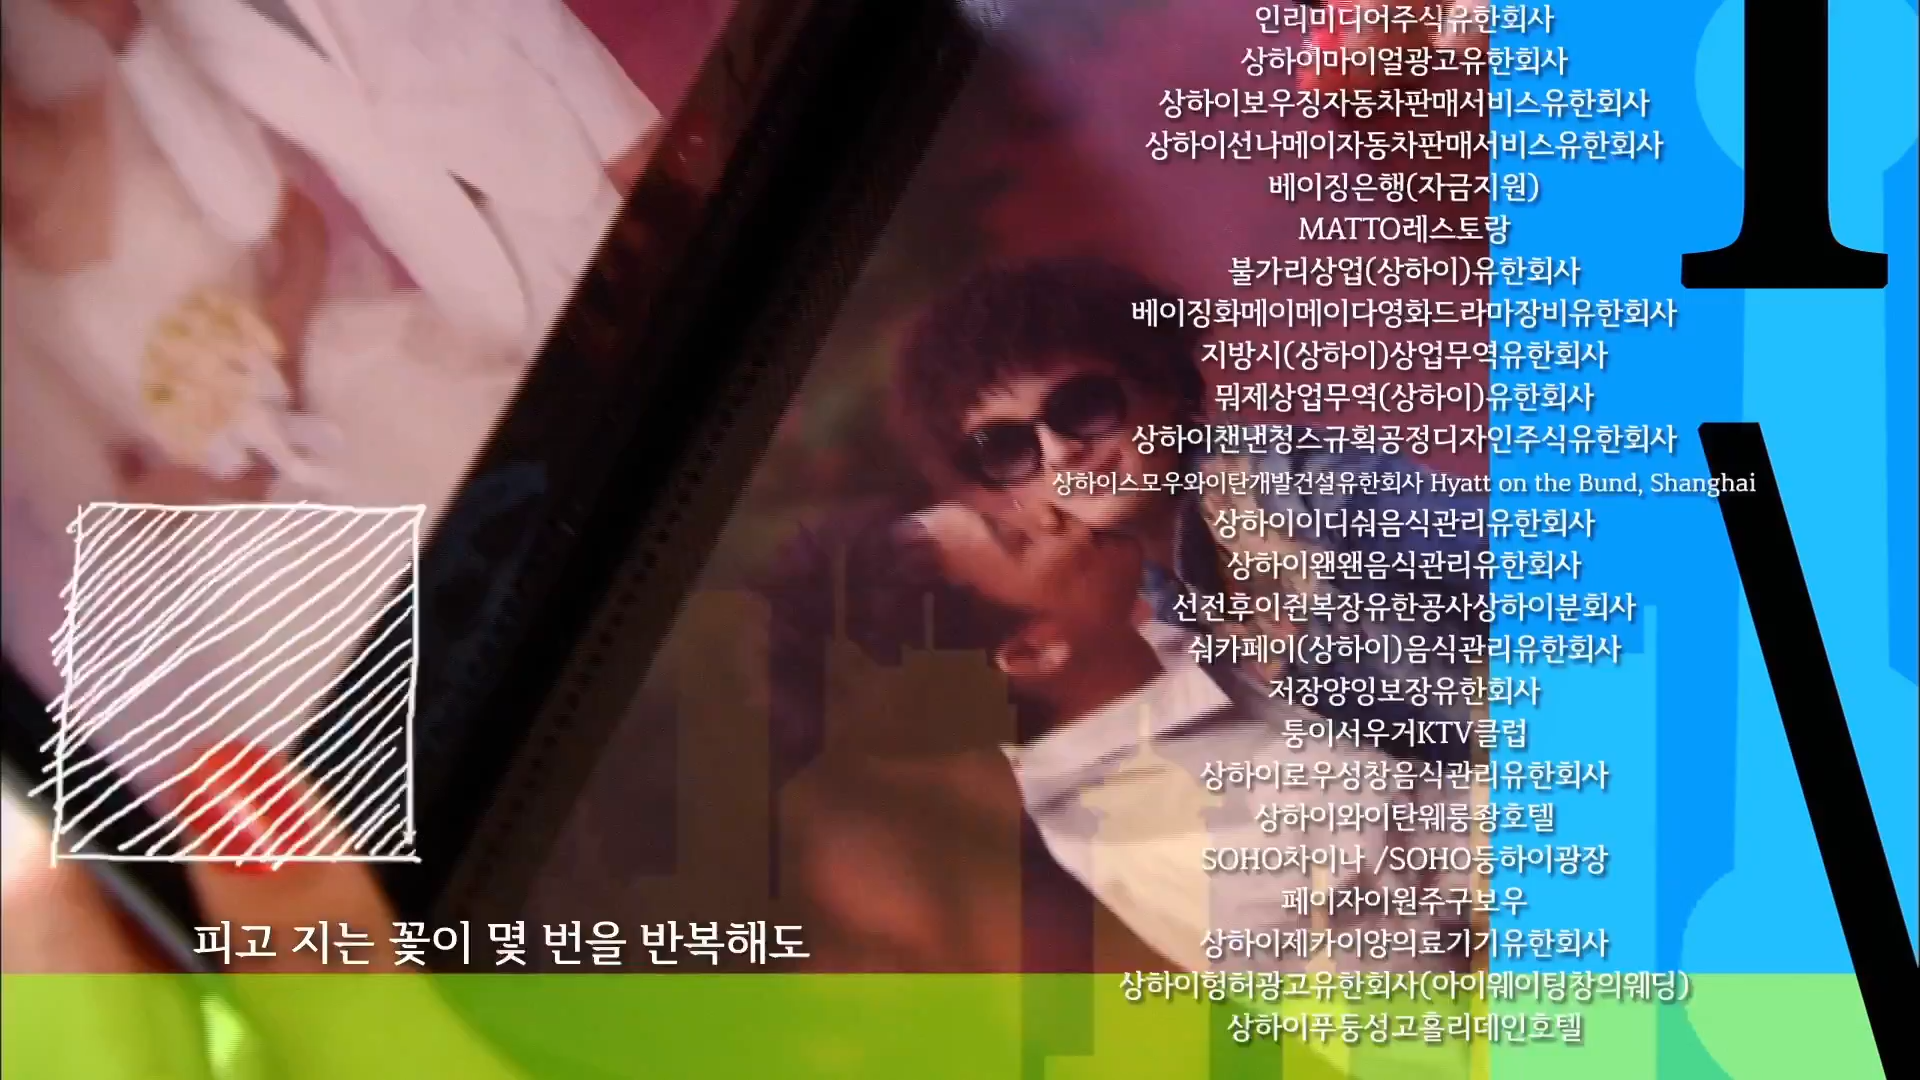 인리미디어주식유한회사
상하이마이얼광고유한회사
상하이보우징자동차판매서비스유한회사
상하이선나메이자동차판매서비스유한회사
베이징은행(자금지원)
MATTO레스토랑
불가리상업(상하이)유한회사
베이징화메이메이다영화드라마장비유한회사
지방시(상하이)상업무역유한회사
뭐제상업무역(상하이)유한회사
상하이챈낸청스규획공정디자인주식유한회사
상하이스모우와이탄개발건설유한회사 Hyatt on the Bund, Shanghai
상하이이디숴음식관리유한회사
상하이왠왠음식관리유한회사
선전후이쥔복장유한공사상하이분회사
숴카페이(상하이)음식관리유한회사
저장양잉보장유한회사
퉁이서우거KTV클럽
상하이로우성창음식관리유한회사
상하이와이탄웨룽좡호텔
SOHO차이나 /SOHO둥하이광장
페이자이원주구보우
상하이제카이양의료기기유한회사
상하이헝허광고유한회사(아이웨이팅창의웨딩)
상하이푸둥성고홀리데인호텔
피고 지는 꽃이 몇 번을 반복해도